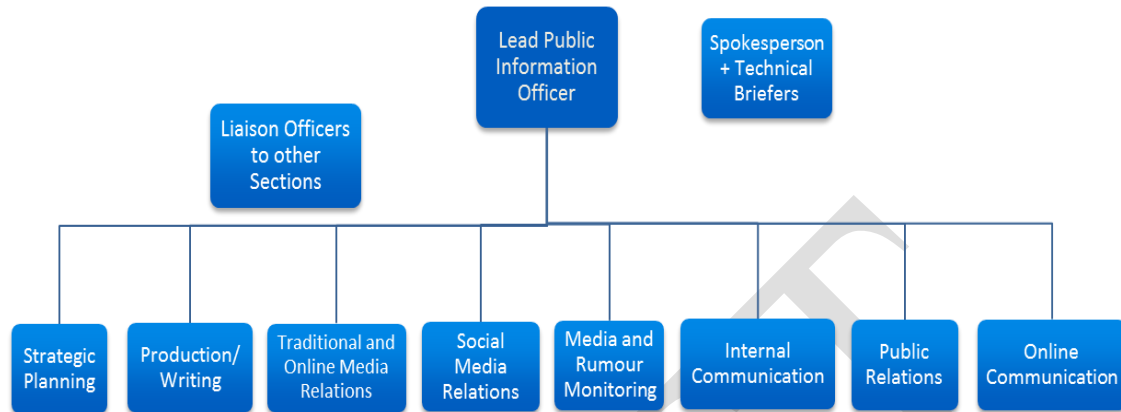 Lead Public
Information
Officer
Spokesperson
+ Technical
Briefers
Liaison Officers
to other
Sections
Strategic
Planning
Production/
Writing
Traditional and
Online Media
Relations
Social
Media
Relations
Media and
Rumour
Monitoring
Internal
Communication
Public
Relations
Online
Communication